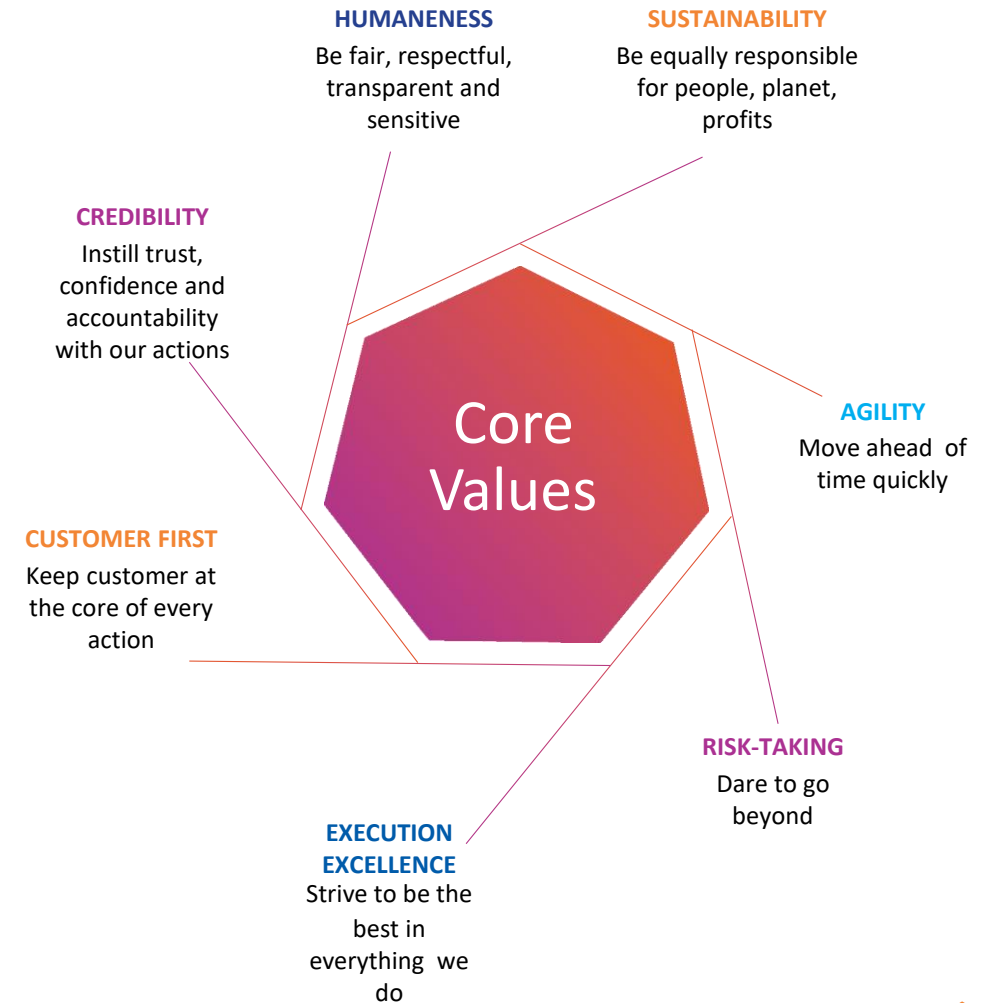 HUMANENESS
Be fair, respectful,
transparent and
sensitive
SUSTAINABILITY
Be equally responsible
for people, planet,
profits
CREDIBILITY
Instill trust,
confidence and
accountability
with our actions
Core
Values
AGILITY
Move ahead of
time quickly
CUSTOMER FIRST
Keep customer at
the core of every
action
RISK-TAKING
Dare to go
beyond
EXECUTION
EXCELLENCE
Strive to be the
best in
everything we
do